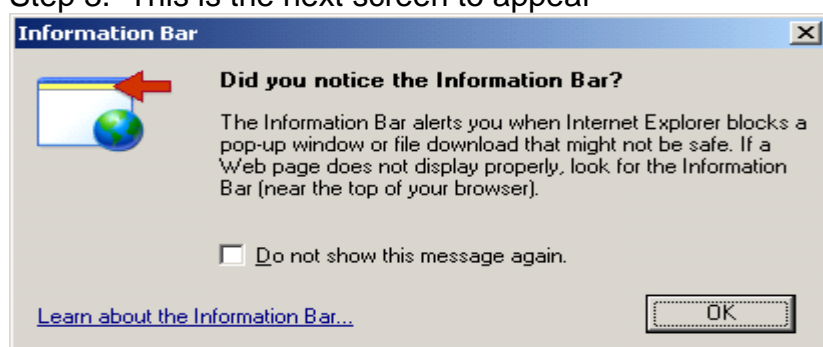 Step 3. This is the next screen to appear
Information Bar
Did you notice the Information Bar?
The Information Bar alerts you when Internet Explorer blocks a
pop-up window or file download that might not be safe. If a
Web page does not display properly, look for the Information
Bar (near the top of your browser).
Do not show this message again.
Learn about the Information Bar...
OK